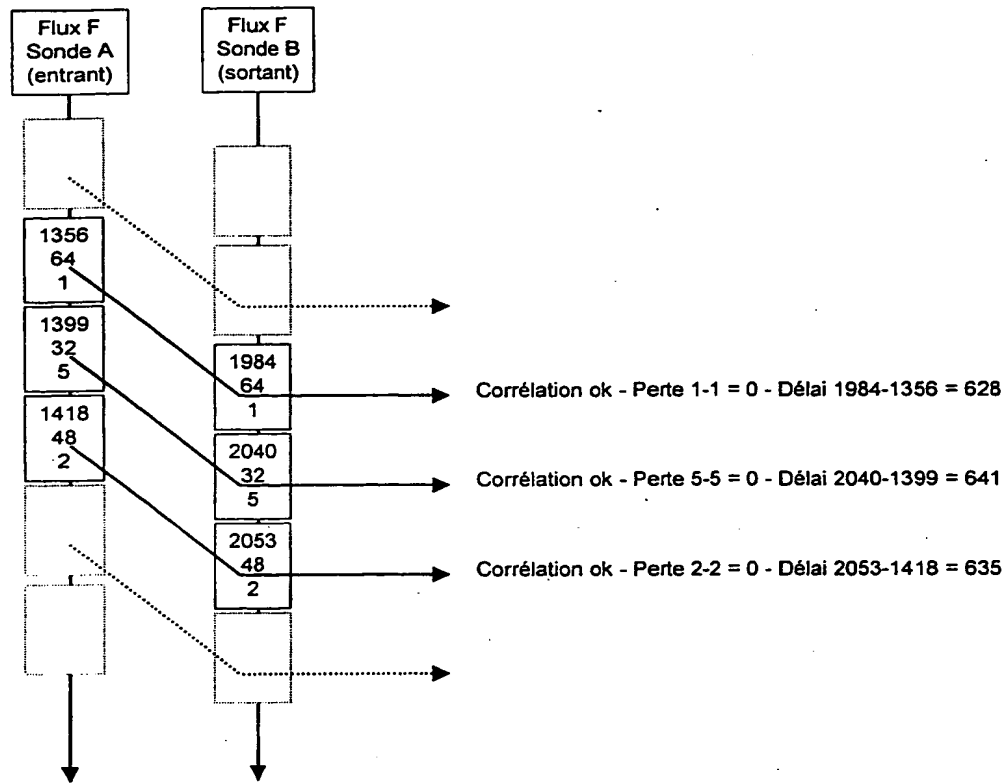 Flux F
Sonde A
(entrant)
Flux F
Sonde B
(sortant)
1356
64
1
1399
32
5
1418
48
2
1984
64
1
2040
32
5
2053
48
2
Corrélation ok - Perte 1-1 = 0 - Délai 1984-1356 = 628
Corrélation ok - Perte 5-5 = 0 - Délai 2040-1399 = 641
Corrélation ok - Perte 2-2 = 0 - Délai 2053-1418 = 635